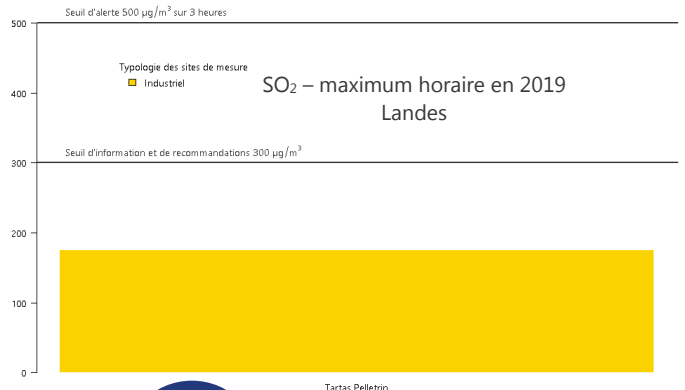 Seuil d'alerte 500 µg/m³ sur 3 heures
500
Typologie des sites de mesure
Industriel
SO₂ – maximum horaire en 2019
Landes
400
Seuil d'information et de recommandations 300 µg/m³
300
200
100
0
Tartas Pelletrin